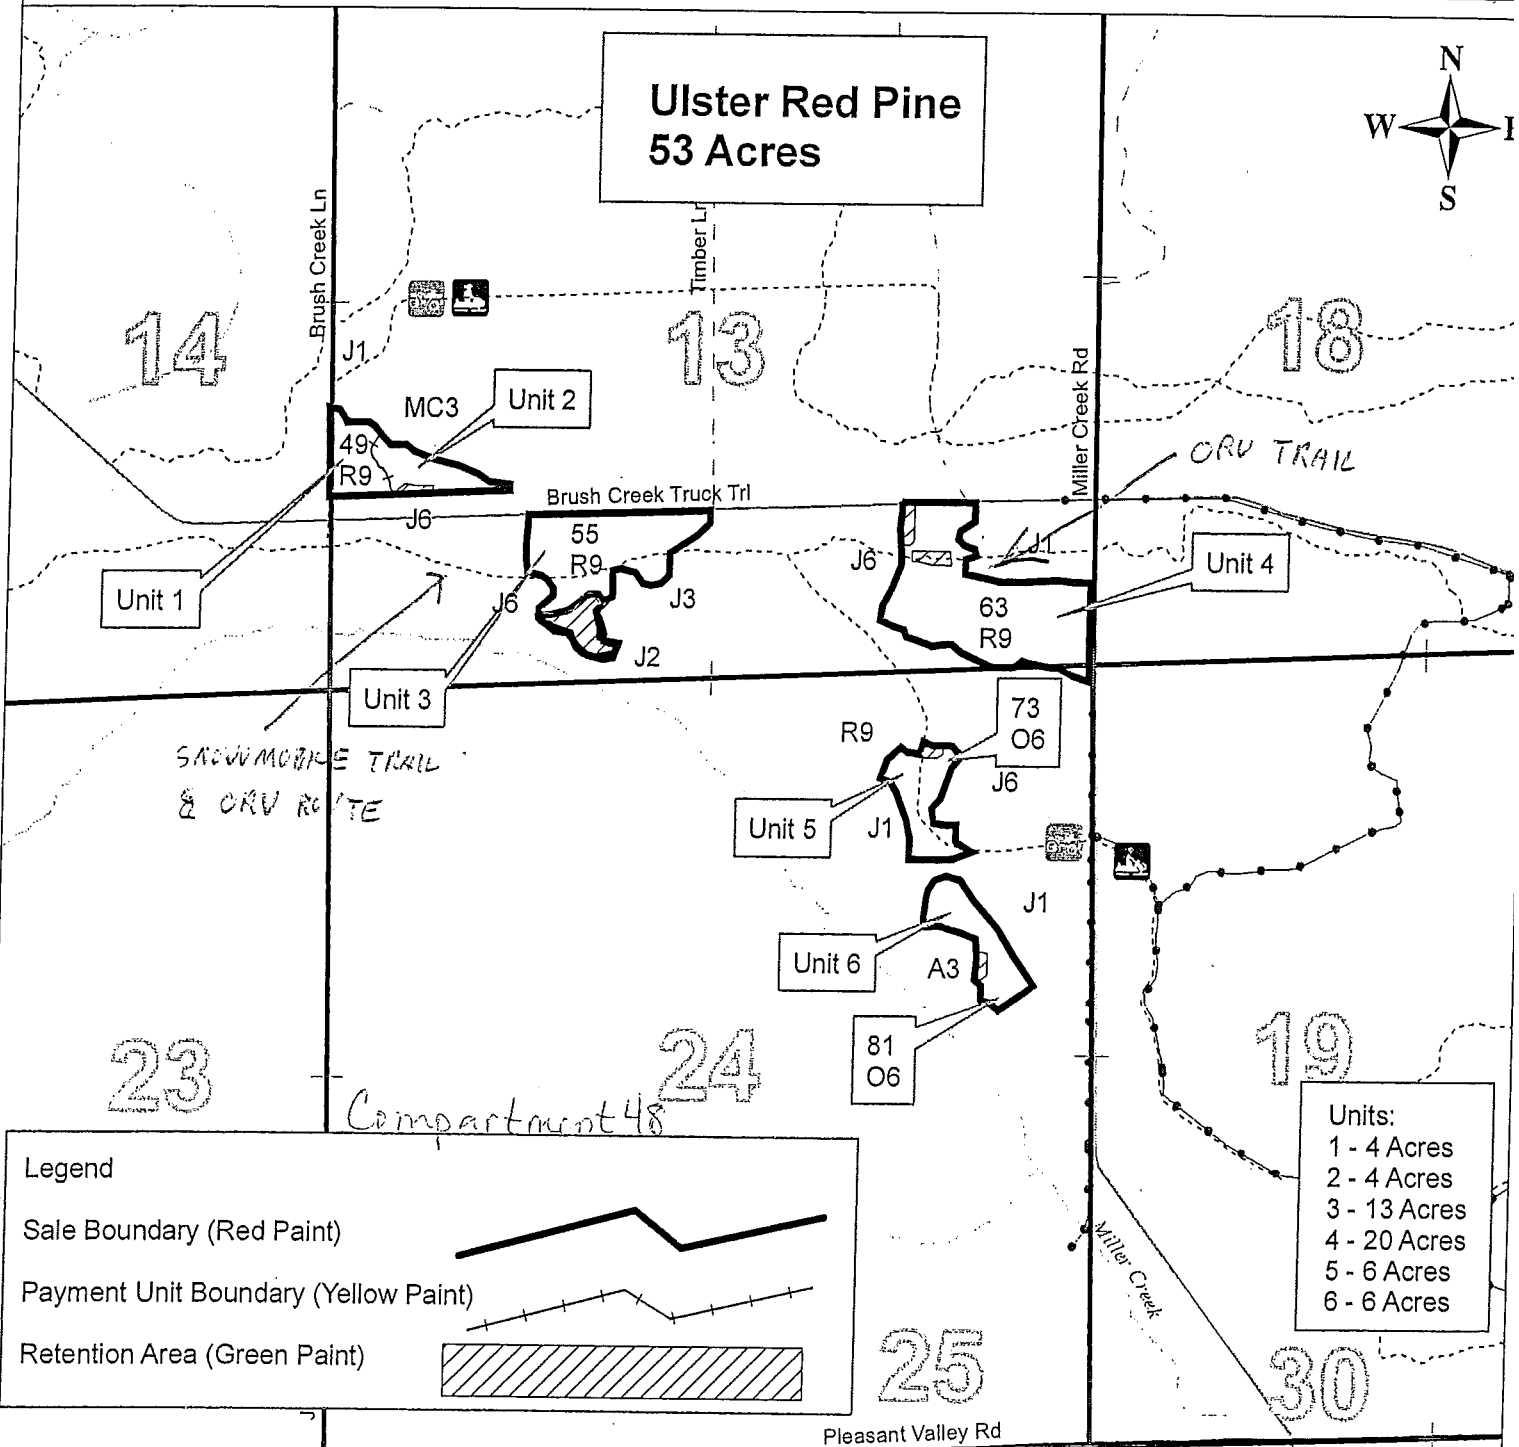 Ulster Red Pine
53 Acres
N
W
S
Brush Creek Ln
Timber Ln
Miller Creek Rd
14
13
18
J1
MC3
Unit 2
49
R9
ORV TRAIL
Brush Creek Truck Trl
J6
55
R9
J6
J1
Unit 4
Unit 1
J6
J3
63
R9
J2
Unit 3
73
O6
R9
SNOWMOBILE TRAIL
& ORV ROUTE
J6
Unit 5
J1
J1
Unit 6
A3
81
O6
23
24
19
Compartment 48
Units:
1 - 4 Acres
2 - 4 Acres
3 - 13 Acres
4 - 20 Acres
5 - 6 Acres
6 - 6 Acres
Legend
Sale Boundary (Red Paint)
Payment Unit Boundary (Yellow Paint)
Retention Area (Green Paint)
Miller Creek
25
30
Pleasant Valley Rd